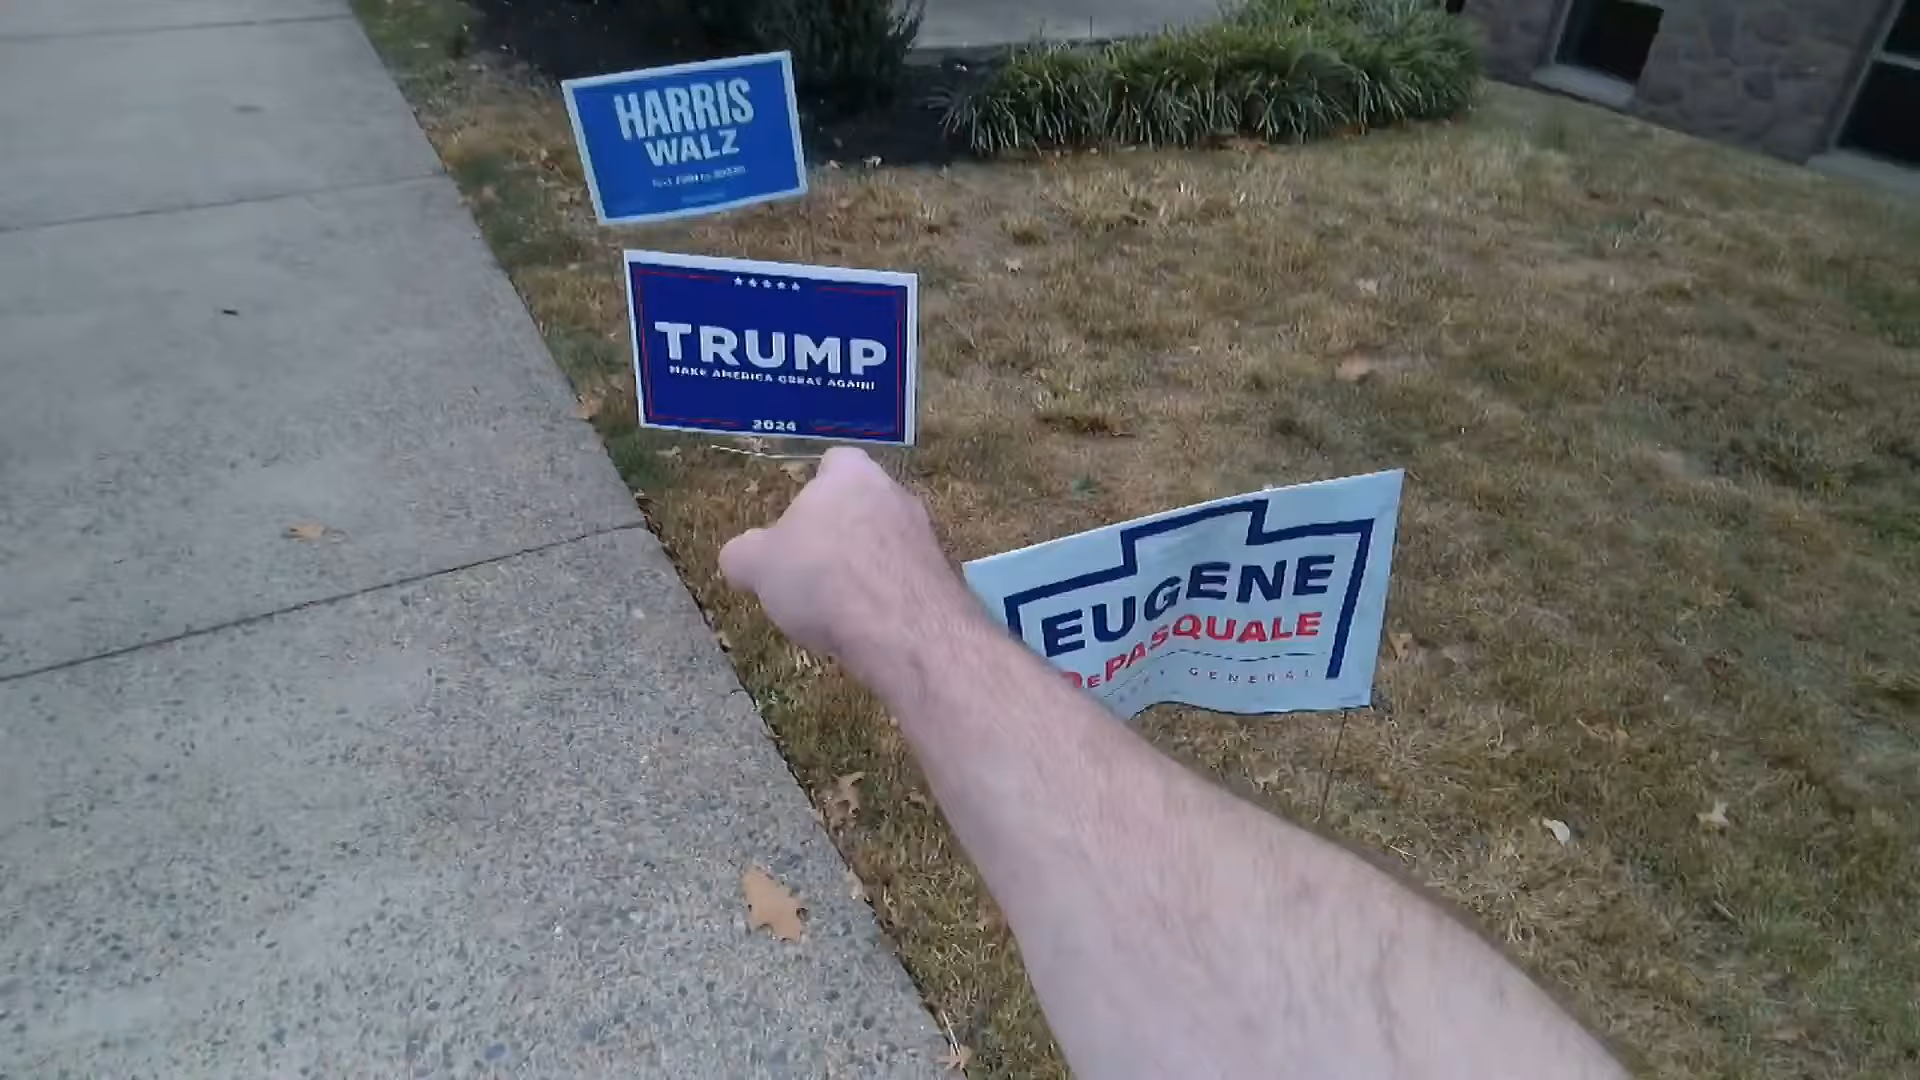 HARRIS
WALZ
TRUMP
MAKE AMERICA GREAT AGAIN!
2024
EUGENE
DEPASQUALE
GENERAL